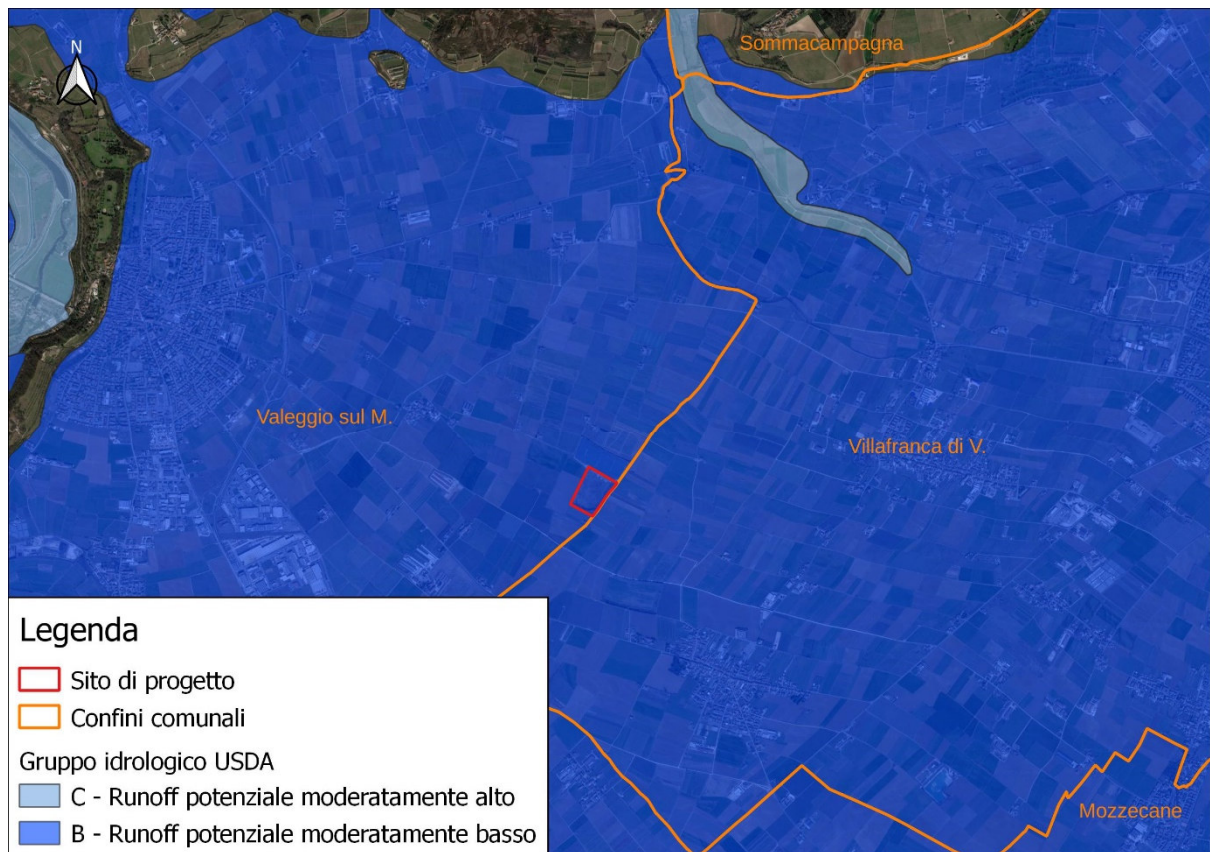 N
Sommacampagna
Valeggio sul M.
Villafranca di V.
Mozzecane
Legenda
Sito di progetto
Confini comunali
Gruppo idrologico USDA
C - Runoff potenziale moderatamente alto
B - Runoff potenziale moderatamente basso